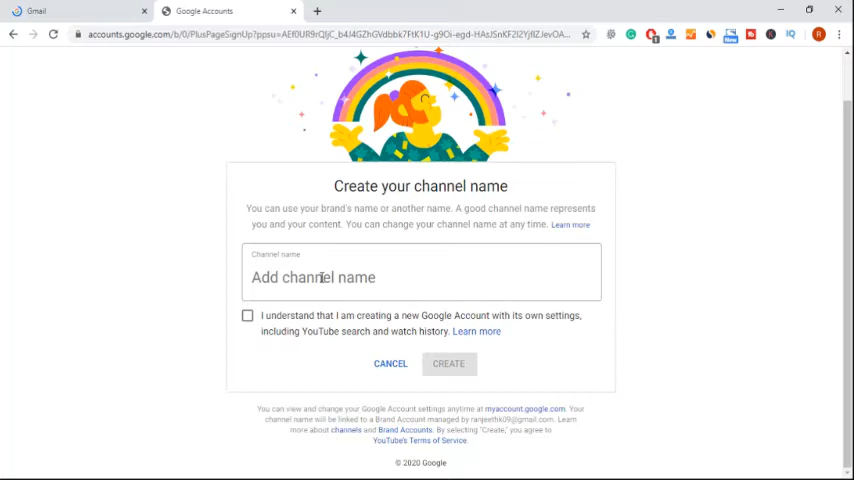 Gmail
Google Accounts
accounts.google.com/b/0/PlusPageSignUp?ppsu=
New
R
Create your channel name
You can use your brand's name or another name. A good channel name represents
you and your content. You can change your channel name at any time. Learn more
Channel name
Add channel name
I understand that I am creating a new Google Account with its own settings,
including YouTube search and watch history. Learn more
CANCEL
CREATE
You can view and change your Google Account settings anytime at myaccount.google.com. Your
channel name will be linked to a Brand Account managed by ranjeethk09@gmail.com. Learn
more about channels and Brand Accounts. By selecting "Create," you agree to
YouTube's Terms of Service.
© 2020 Google